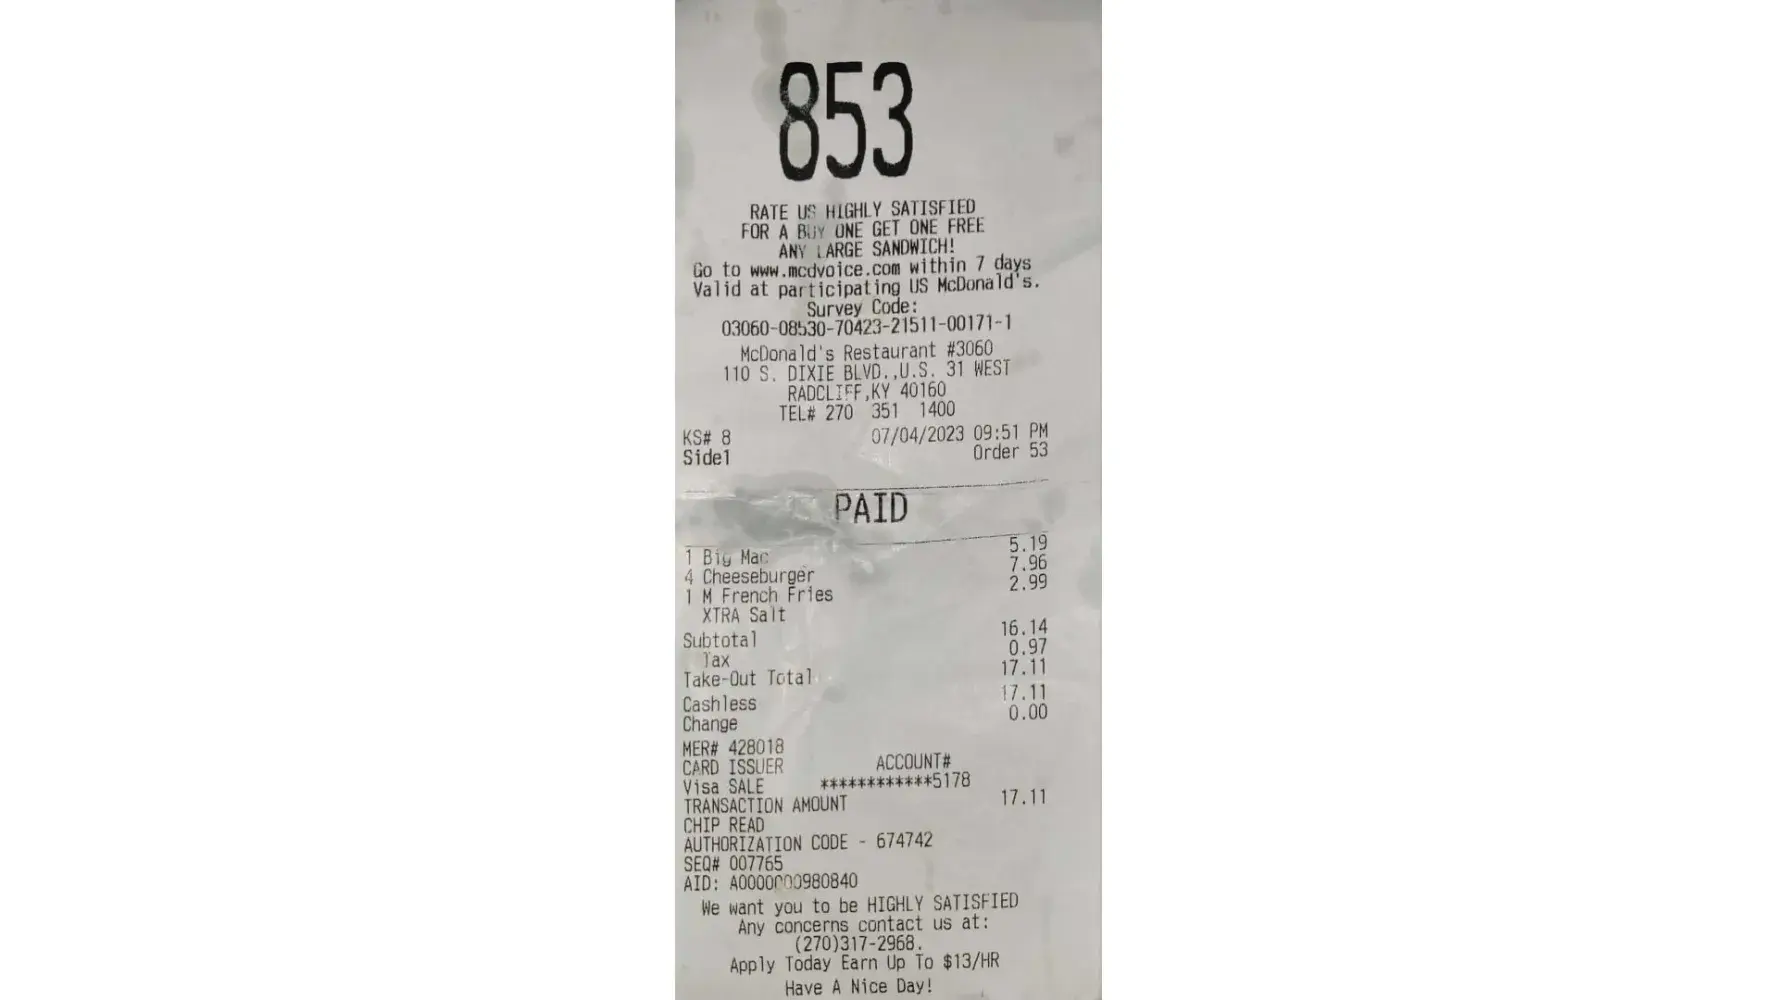 853
RATE US HIGHLY SATISFIED
FOR A BUY ONE GET ONE FREE
ANY LARGE SANDWICH!
Go to www.mcdvoice.com within 7 days
Valid at participating US McDonald's.
Survey Code:
03060-08530-70423-21511-00171-1
McDonald's Restaurant #3060
110 S. DIXIE BLVD.,U.S. 31 WEST
RADCLIFF,KY 40160
TEL# 270 351 1400
KS# 8 07/04/2023 09:51 PM
Side1 Order 53
PAID
1 Big Mac 5.19
4 Cheeseburger 7.96
1 M French Fries 2.99
XTRA Salt
Subtotal 16.14
Tax 0.97
Take-Out Total 17.11
Cashless 17.11
Change 0.00
MER# 428018
CARD ISSUER ACCOUNT#
Visa SALE ************5178
TRANSACTION AMOUNT 17.11
CHIP READ
AUTHORIZATION CODE - 674742
SEQ# 007765
AID: A0000000980840
We want you to be HIGHLY SATISFIED
Any concerns contact us at:
(270)317-2968.
Apply Today Earn Up To $13/HR
Have A Nice Day!